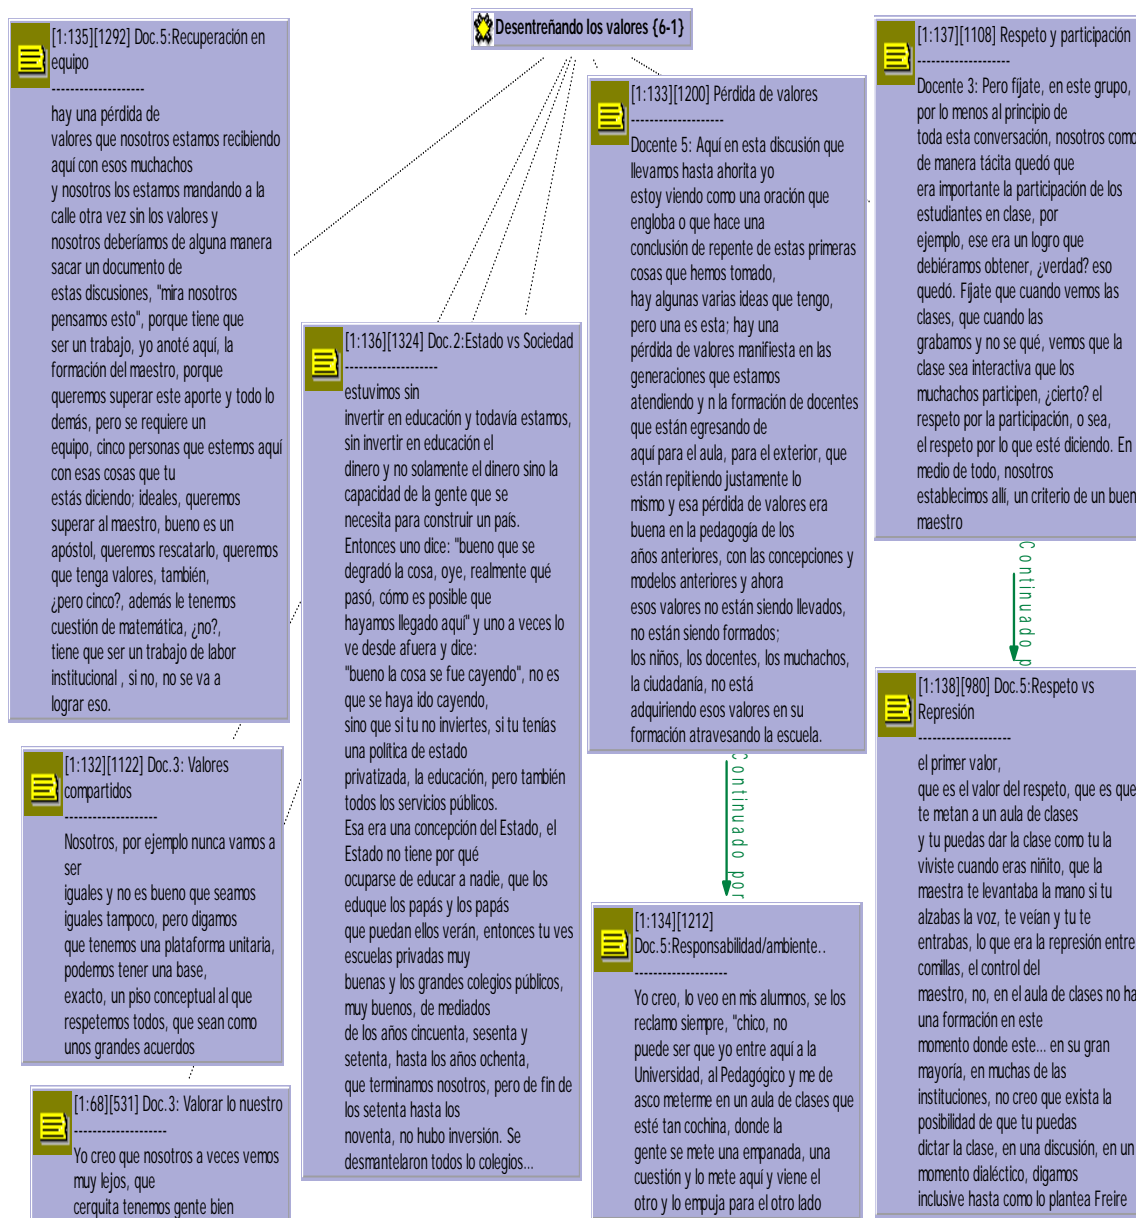 Desentreñando los valores {6-1}
[1:135][1292] Doc.5:Recuperación en
equipo
--------------------
hay una pérdida de
valores que nosotros estamos recibiendo
aquí con esos muchachos
y nosotros los estamos mandando a la
calle otra vez sin los valores y
nosotros deberíamos de alguna manera
sacar un documento de
estas discusiones, "mira nosotros
pensamos esto", porque tiene que
ser un trabajo, yo anoté aquí, la
formación del maestro, porque
queremos superar este aporte y todo lo
demás, pero se requiere un
equipo, cinco personas que estemos aquí
con esas cosas que tu
estás diciendo; ideales, queremos
superar al maestro, bueno es un
apóstol, queremos rescatarlo, queremos
que tenga valores, también,
¿pero cinco?, además le tenemos
cuestión de matemática, ¿no?,
tiene que ser un trabajo de labor
institucional , si no, no se va a
lograr eso.
[1:132][1122] Doc.3: Valores
compartidos
--------------------
Nosotros, por ejemplo nunca vamos a
ser
iguales y no es bueno que seamos
iguales tampoco, pero digamos
que tenemos una plataforma unitaria,
podemos tener una base,
exacto, un piso conceptual al que
respetemos todos, que sean como
unos grandes acuerdos
[1:68][531] Doc.3: Valorar lo nuestro
--------------------
Yo creo que nosotros a veces vemos
muy lejos, que
cerquita tenemos gente bien
[1:136][1324] Doc.2:Estado vs Sociedad
--------------------
estuvimos sin
invertir en educación y todavía estamos,
sin invertir en educación el
dinero y no solamente el dinero sino la
capacidad de la gente que se
necesita para construir un país.
Entonces uno dice: "bueno que se
degradó la cosa, oye, realmente qué
pasó, cómo es posible que
hayamos llegado aquí" y uno a veces lo
ve desde afuera y dice:
"bueno la cosa se fue cayendo", no es
que se haya ido cayendo,
sino que si tu no inviertes, si tu tenías
una política de estado
privatizada, la educación, pero también
todos los servicios públicos.
Esa era una concepción del Estado, el
Estado no tiene por qué
ocuparse de educar a nadie, que los
eduque los papás y los papás
que puedan ellos verán, entonces tu ves
escuelas privadas muy
buenas y los grandes colegios públicos,
muy buenos, de mediados
de los años cincuenta, sesenta y
setenta, hasta los años ochenta,
que terminamos nosotros, pero de fin de
los setenta hasta los
noventa, no hubo inversión. Se
desmantelaron todos lo colegios...
[1:133][1200] Pérdida de valores
--------------------
Docente 5: Aquí en esta discusión que
llevamos hasta ahorita yo
estoy viendo como una oración que
engloba o que hace una
conclusión de repente de estas primeras
cosas que hemos tomado,
hay algunas varias ideas que tengo,
pero una es esta; hay una
pérdida de valores manifiesta en las
generaciones que estamos
atendiendo y n la formación de docentes
que están egresando de
aquí para el aula, para el exterior, que
están repitiendo justamente lo
mismo y esa pérdida de valores era
buena en la pedagogía de los
años anteriores, con las concepciones y
modelos anteriores y ahora
esos valores no están siendo llevados,
no están siendo formados;
los niños, los docentes, los muchachos,
la ciudadanía, no está
adquiriendo esos valores en su
formación atravesando la escuela.
Continuado por
[1:134][1212]
Doc.5:Responsabilidad/ambiente..
--------------------
Yo creo, lo veo en mis alumnos, se los
reclamo siempre, "chico, no
puede ser que yo entre aquí a la
Universidad, al Pedagógico y me de
asco meterme en un aula de clases que
esté tan cochina, donde la
gente se mete una empanada, una
cuestión y lo mete aquí y viene el
otro y lo empuja para el otro lado
[1:137][1108] Respeto y participación
--------------------
Docente 3: Pero fíjate, en este grupo,
por lo menos al principio de
toda esta conversación, nosotros como
de manera tácita quedó que
era importante la participación de los
estudiantes en clase, por
ejemplo, ese era un logro que
debiéramos obtener, ¿verdad? eso
quedó. Fíjate que cuando vemos las
clases, que cuando las
grabamos y no se qué, vemos que la
clase sea interactiva que los
muchachos participen, ¿cierto? el
respeto por la participación, o sea,
el respeto por lo que esté diciendo. En
medio de todo, nosotros
establecimos allí, un criterio de un buen
maestro
Continuado p
[1:138][980] Doc.5:Respeto vs
Represión
--------------------
el primer valor,
que es el valor del respeto, que es que
te metan a un aula de clases
y tu puedas dar la clase como tu la
viviste cuando eras niñito, que la
maestra te levantaba la mano si tu
alzabas la voz, te veían y tu te
entrabas, lo que era la represión entre
comillas, el control del
maestro, no, en el aula de clases no ha
una formación en este
momento donde este... en su gran
mayoría, en muchas de las
instituciones, no creo que exista la
posibilidad de que tu puedas
dictar la clase, en una discusión, en un
momento dialéctico, digamos
inclusive hasta como lo plantea Freire